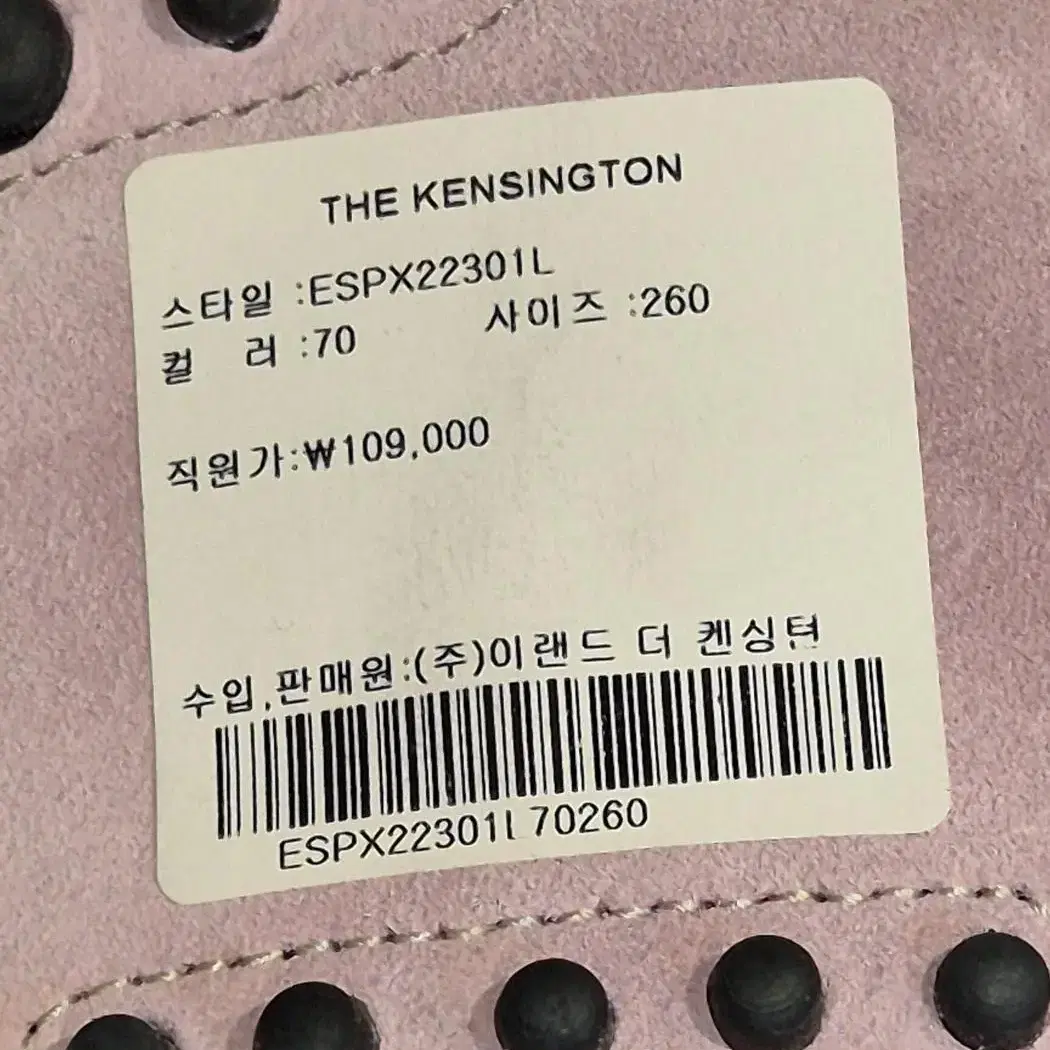 THE KENSINGTON
스타일 :ESPX22301L
컬 러 :70 사이즈 :260
직원가:₩109,000
수입,판매원:(주)이랜드 더 켄싱턴
ESPX22301L70260